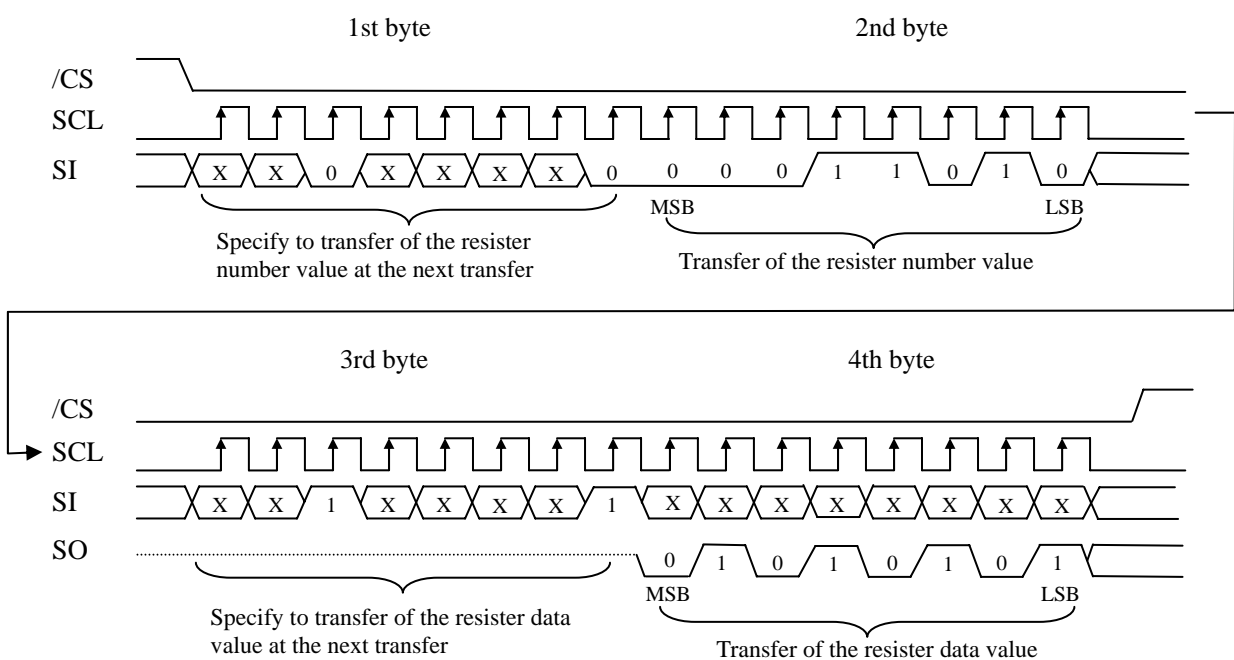 1st byte 2nd byte
/CS
SCL
SI X X 0 X X X X 0 0 0 0 1 1 0 1 0
MSB LSB
Specify to transfer of the resister
number value at the next transfer
Transfer of the resister number value
3rd byte 4th byte
/CS
SCL
SI X X 1 X X X X 1 X X X X X X X X
SO 0 1 0 1 0 1 0 1
MSB LSB
Specify to transfer of the resister data
value at the next transfer
Transfer of the resister data value